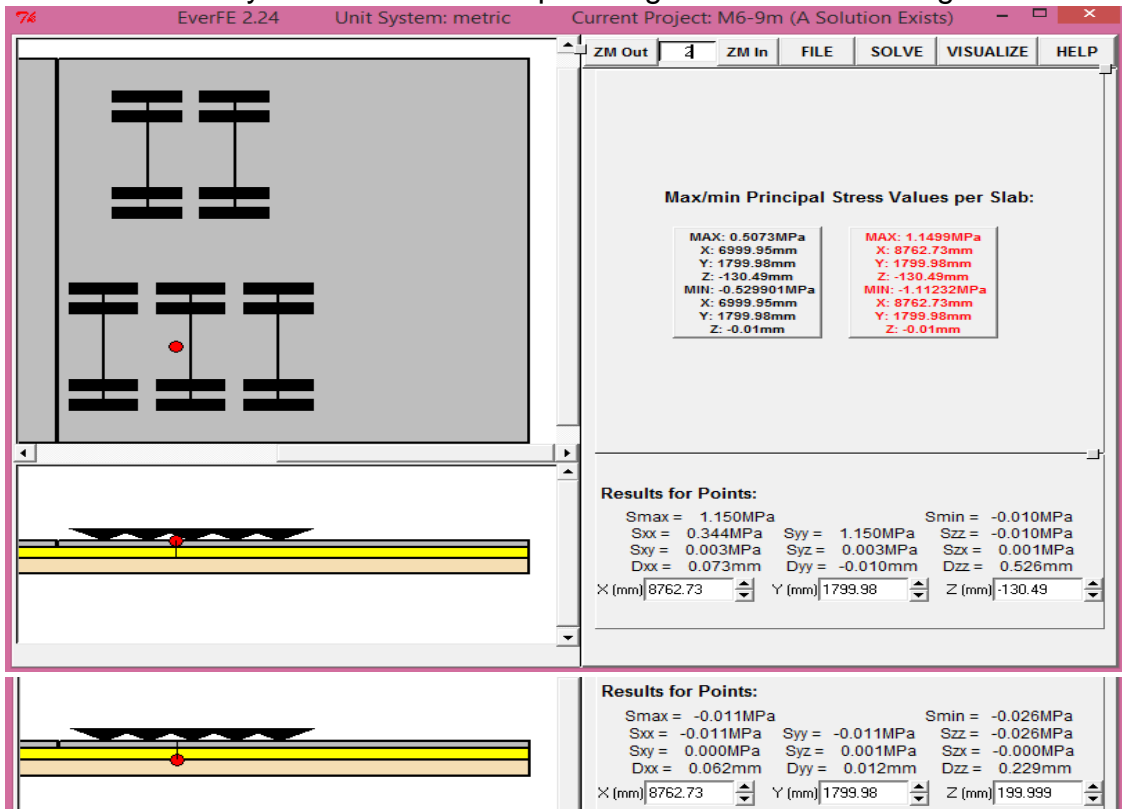 EverFE 2.24 Unit System: metric Current Project: M6-9m (A Solution Exists)
ZM Out 2 ZM In FILE SOLVE VISUALIZE HELP
Max/min Principal Stress Values per Slab:
MAX: 0.5073MPa
X: 6999.95mm
Y: 1799.98mm
Z: -130.49mm
MIN: -0.529901MPa
X: 6999.95mm
Y: 1799.98mm
Z: -0.01mm
MAX: 1.1499MPa
X: 8762.73mm
Y: 1799.98mm
Z: -130.49mm
MIN: -1.11232MPa
X: 8762.73mm
Y: 1799.98mm
Z: -0.01mm
Results for Points:
Smax = 1.150MPa Smin = -0.010MPa
Sxx = 0.344MPa Syy = 1.150MPa Szz = -0.010MPa
Sxy = 0.003MPa Syz = 0.003MPa Szx = 0.001MPa
Dxx = 0.073mm Dyy = -0.010mm Dzz = 0.526mm
X (mm) 8762.73 Y (mm) 1799.98 Z (mm) -130.49
Results for Points:
Smax = -0.011MPa Smin = -0.026MPa
Sxx = -0.011MPa Syy = -0.011MPa Szz = -0.026MPa
Sxy = 0.000MPa Syz = 0.001MPa Szx = -0.000MPa
Dxx = 0.062mm Dyy = 0.012mm Dzz = 0.229mm
X (mm) 8762.73 Y (mm) 1799.98 Z (mm) 199.999